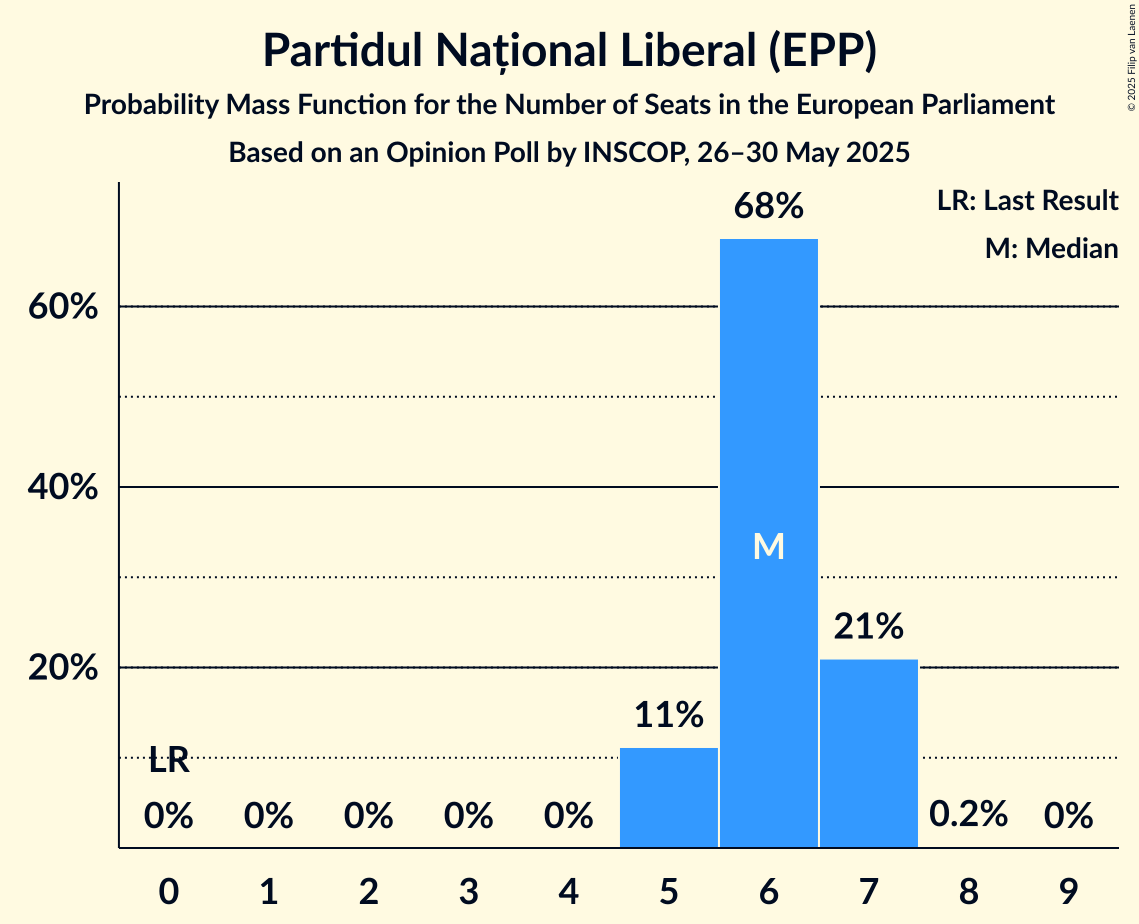 Partidul Național Liberal (EPP)
Probability Mass Function for the Number of Seats in the European Parliament
Based on an Opinion Poll by INSCOP, 26–30 May 2025
© 2025 Filip van Laenen
LR: Last Result
M: Median
68%
60%
40%
M
21%
20%
11%
LR
0% 0% 0% 0% 0% 0.2% 0%
0 1 2 3 4 5 6 7 8 9